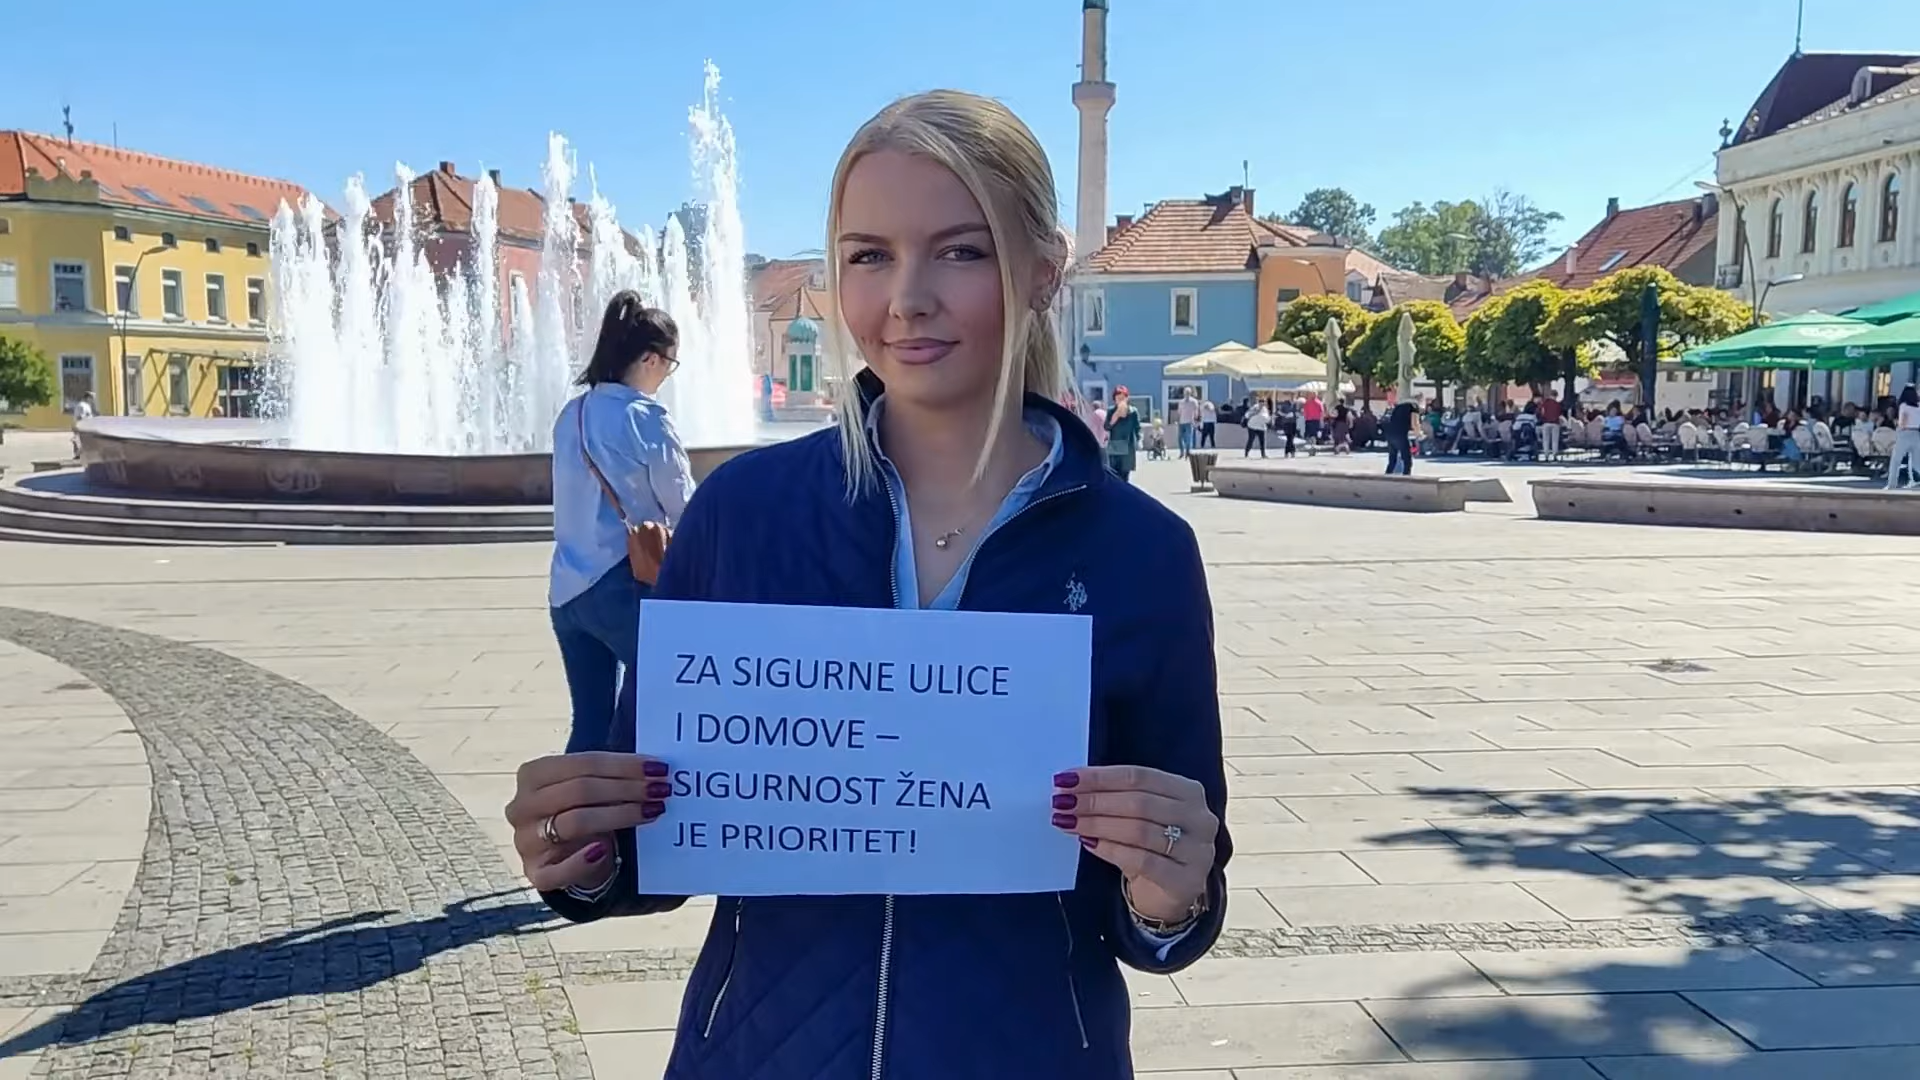 ZA SIGURNE ULICE
I DOMOVE –
SIGURNOST ŽENA
JE PRIORITET!